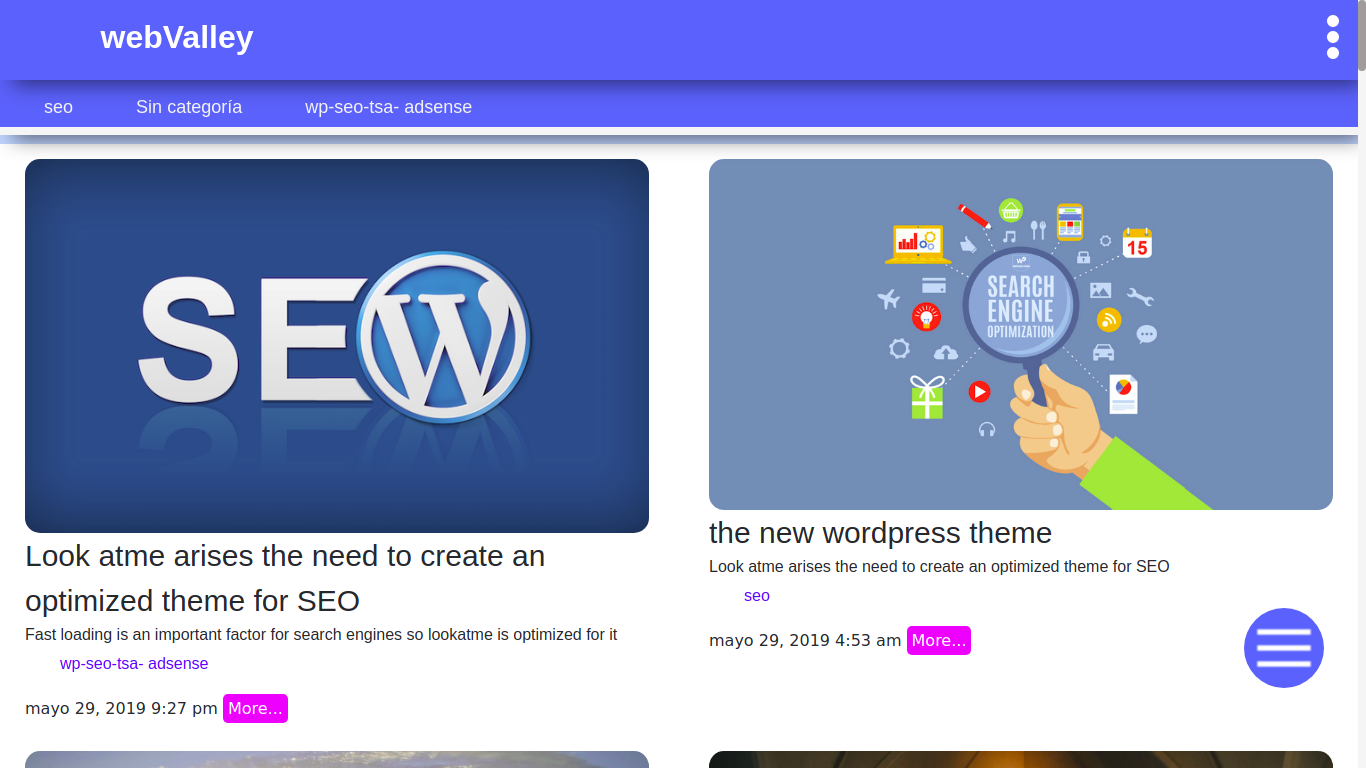 webValley
seo
Sin categoría
wp-seo-tsa- adsense
SEW
15
SEARCH
ENGINE
OPTIMIZATION
Look atme arises the need to create an
optimized theme for SEO
Fast loading is an important factor for search engines so lookatme is optimized for it
wp-seo-tsa- adsense
mayo 29, 2019 9:27 pm More...
the new wordpress theme
Look atme arises the need to create an optimized theme for SEO
seo
mayo 29, 2019 4:53 am More...